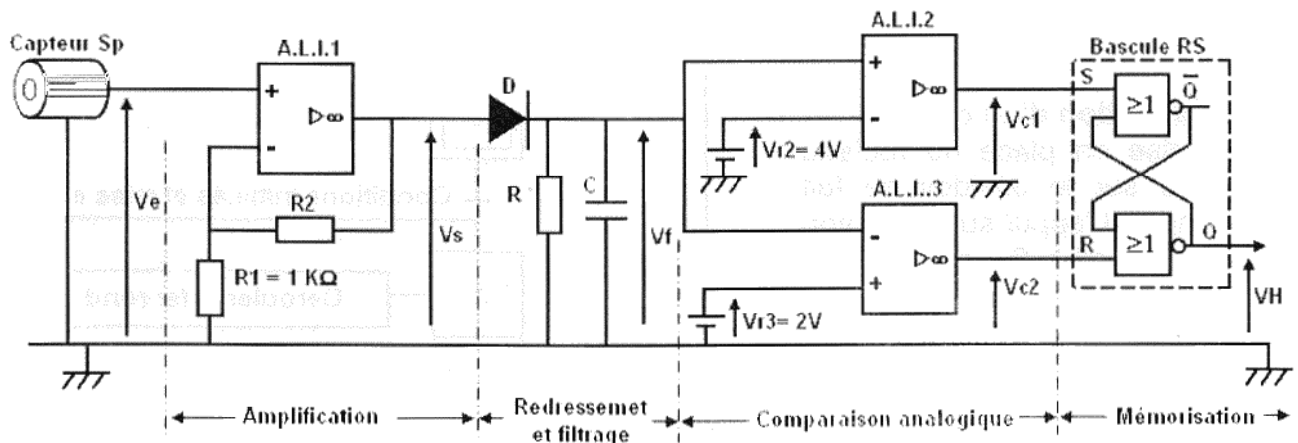 Capteur Sp
A.L.I.1
+
-
▷∞
R2
R1 = 1 KΩ
Ve
Vs
D
R
C
Vf
A.L.I.2
+
-
▷∞
Vr2= 4V
Vc1
A.L.I..3
-
+
▷∞
Vr3= 2V
Vc2
Bascule RS
S
≥1
Q̅
R
≥1
Q
VH
Amplification
Redressemet
et filtrage
Comparaison analogique
Mémorisation